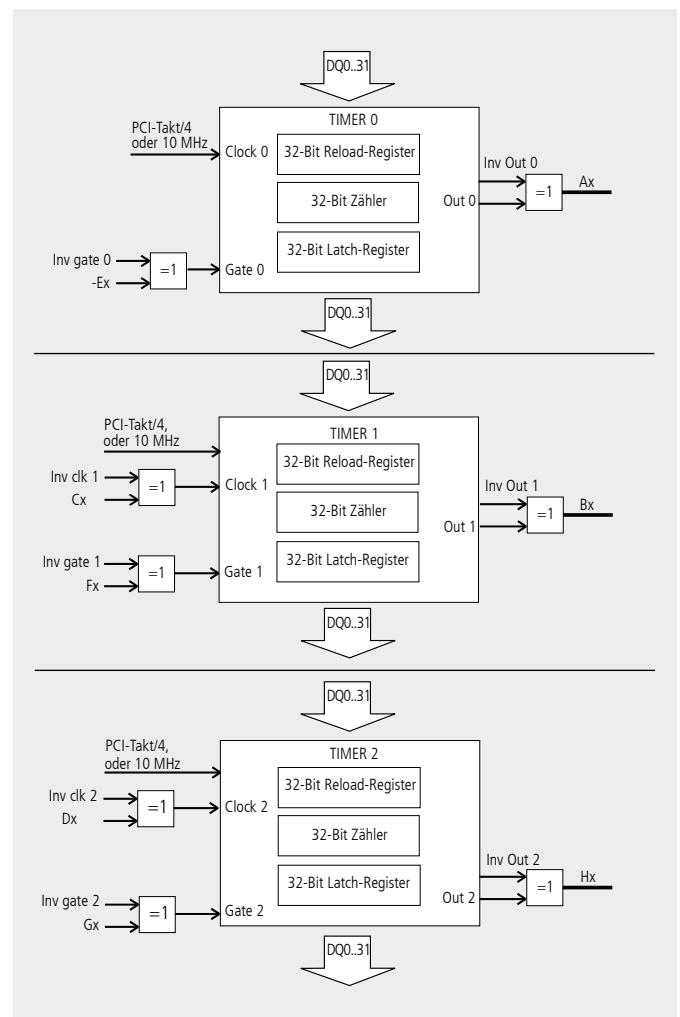 DQ0..31
TIMER 0
PCI-Takt/4
oder 10 MHz
Clock 0
32-Bit Reload-Register
Inv Out 0
Ax
=1
32-Bit Zähler
Out 0
32-Bit Latch-Register
Inv gate 0
-Ex
=1
Gate 0
DQ0..31
DQ0..31
TIMER 1
PCI-Takt/4,
oder 10 MHz
32-Bit Reload-Register
Inv clk 1
Cx
=1
Clock 1
Inv Out 1
Bx
=1
32-Bit Zähler
Out 1
32-Bit Latch-Register
Inv gate 1
Fx
=1
Gate 1
DQ0..31
DQ0..31
TIMER 2
PCI-Takt/4,
oder 10 MHz
32-Bit Reload-Register
Inv clk 2
Dx
=1
Clock 2
32-Bit Zähler
Inv Out 2
Hx
=1
32-Bit Latch-Register
Out 2
Inv gate 2
Gx
=1
Gate 2
DQ0..31